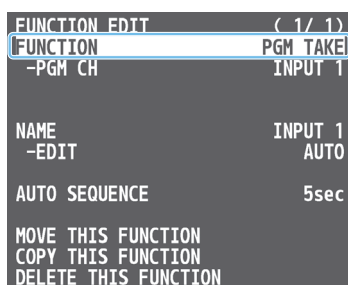 FUNCTION EDIT ( 1/ 1)
FUNCTION PGM TAKE
-PGM CH INPUT 1
NAME INPUT 1
-EDIT AUTO
AUTO SEQUENCE 5sec
MOVE THIS FUNCTION
COPY THIS FUNCTION
DELETE THIS FUNCTION